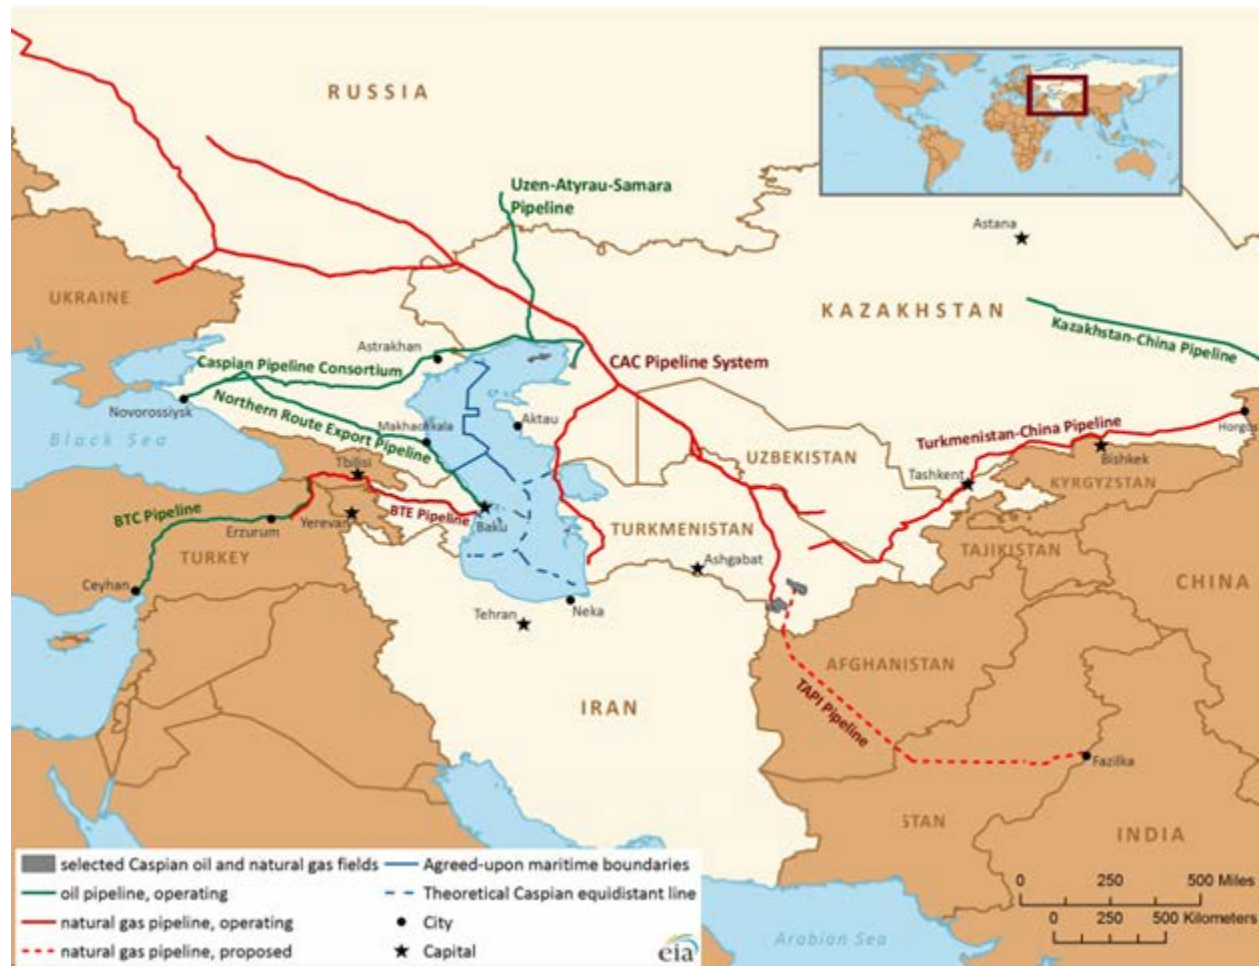 RUSSIA
Uzen-Atyrau-Samara
Pipeline
Astana
UKRAINE
KAZAKHSTAN
Kazakhstan-China Pipeline
Astrakhan
Caspian Pipeline Consortium
CAC Pipeline System
Novorossiysk
Northern Route Export Pipeline
Makhachkala
Aktau
Black Sea
Turkmenistan-China Pipeline
Horgos
Tbilisi
UZBEKISTAN
Tashkent
Bishkek
KYRGYZSTAN
BTC Pipeline
BTE Pipeline
Baku
Erzurum
Yerevan
TURKMENISTAN
TURKEY
Ashgabat
TAJIKISTAN
Ceyhan
CHINA
Tehran
Neka
AFGHANISTAN
IRAN
TAPI Pipeline
Fazilka
STAN
INDIA
selected Caspian oil and natural gas fields
Agreed-upon maritime boundaries
oil pipeline, operating
Theoretical Caspian equidistant line
natural gas pipeline, operating
City
natural gas pipeline, proposed
Capital
eia
0 250 500 Miles
0 250 500 Kilometers
Arabian Sea